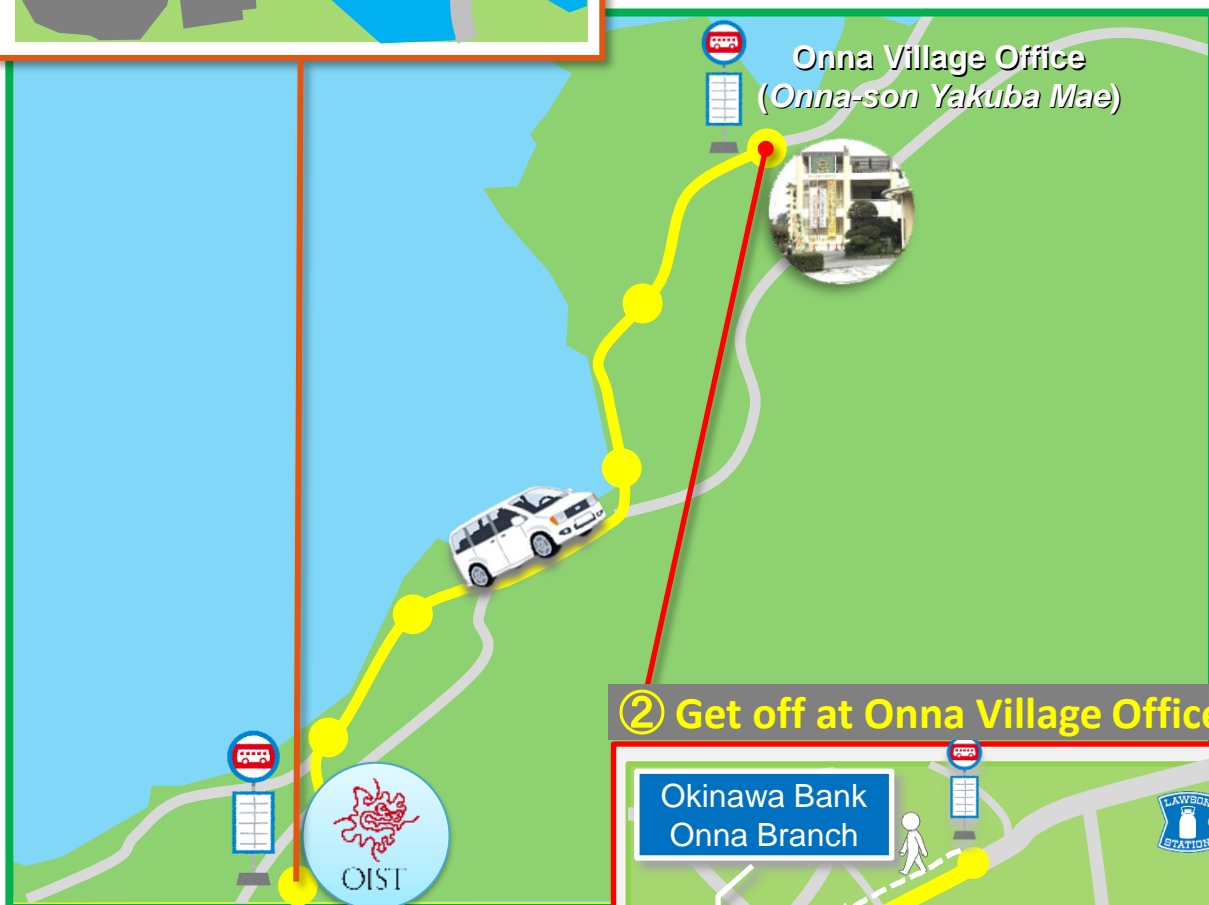 Onna Village Office
(Onna-son Yakuba Mae)
② Get off at Onna Village Office
Okinawa Bank
Onna Branch
LAWSON
STATION
OIST